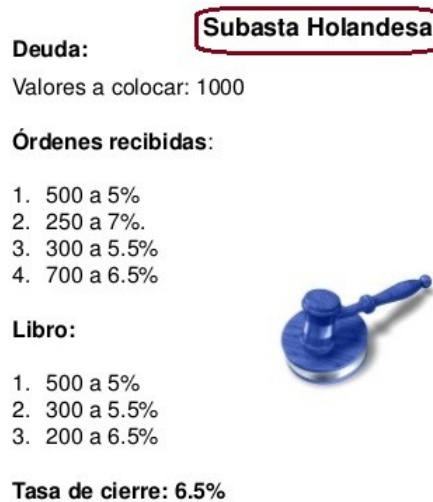 Subasta Holandesa
Deuda:
Valores a colocar: 1000
Órdenes recibidas:
1. 500 a 5%
2. 250 a 7%.
3. 300 a 5.5%
4. 700 a 6.5%
Libro:
1. 500 a 5%
2. 300 a 5.5%
3. 200 a 6.5%
Tasa de cierre: 6.5%